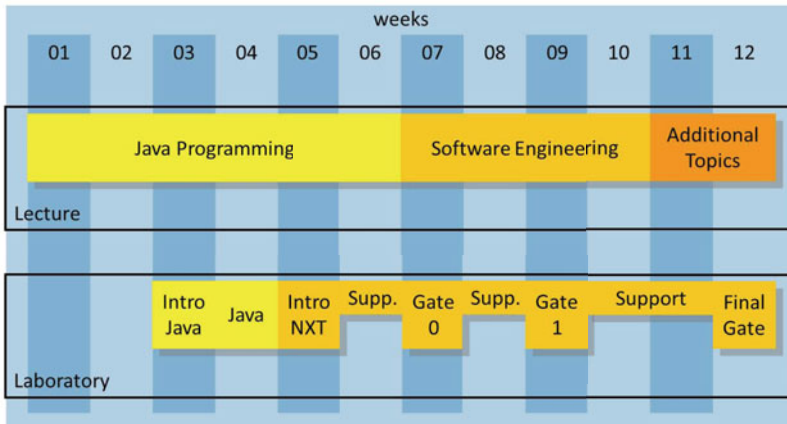 weeks
01 02 03 04 05 06 07 08 09 10 11 12
Java Programming
Software Engineering
Additional
Topics
Lecture
Intro
Java
Java
Intro
NXT
Supp.
Gate
0
Supp.
Gate
1
Support
Final
Gate
Laboratory